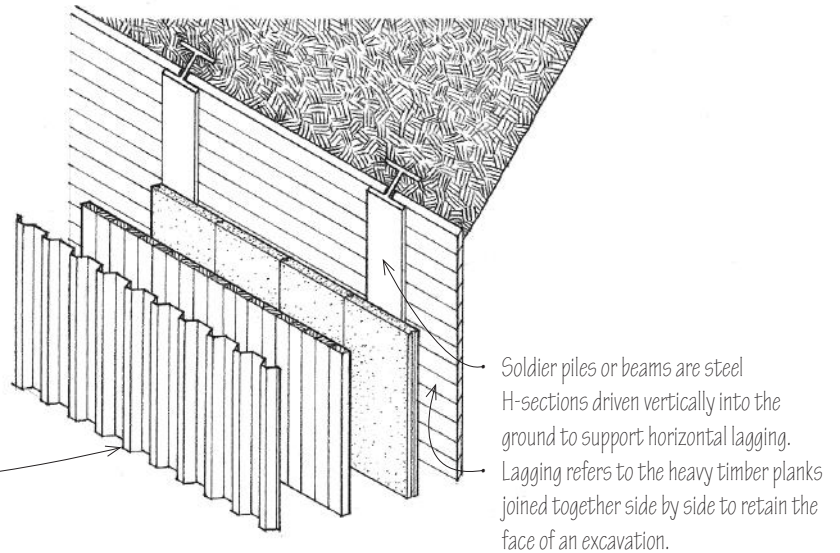 Soldier piles or beams are steel
H-sections driven vertically into the
ground to support horizontal lagging.
Lagging refers to the heavy timber planks
joined together side by side to retain the
face of an excavation.